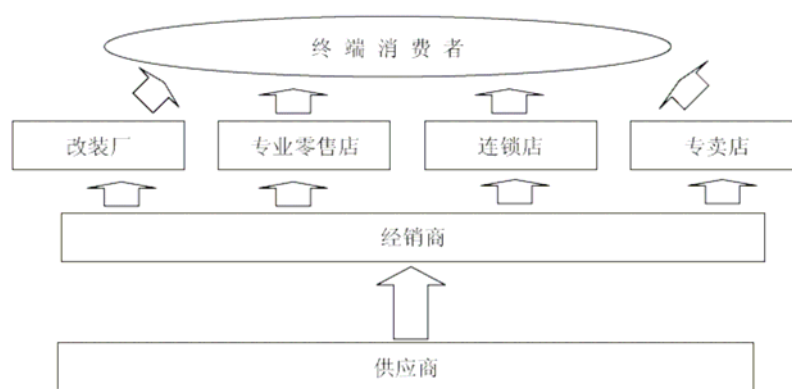 终端消费者
改装厂
专业零售店
连锁店
专卖店
经销商
供应商